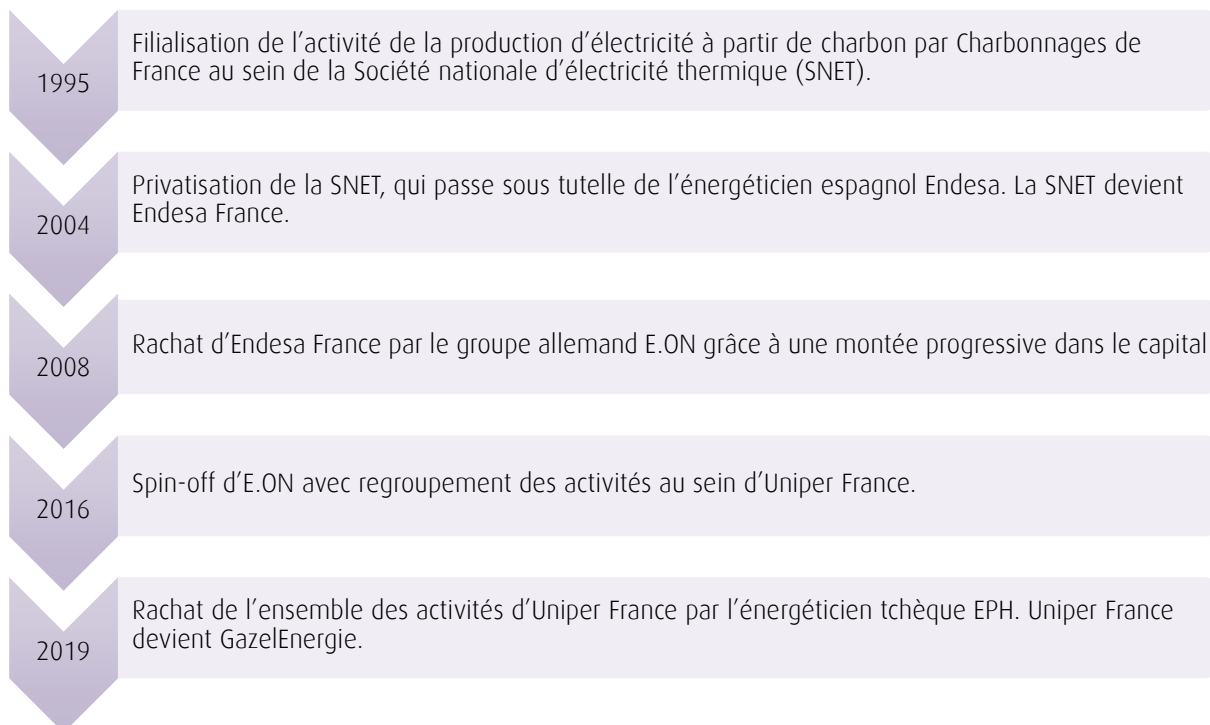 1995
Filialisation de l’activité de la production d’électricité à partir de charbon par Charbonnages de
France au sein de la Société nationale d’électricité thermique (SNET).
2004
Privatisation de la SNET, qui passe sous tutelle de l’énergéticien espagnol Endesa. La SNET devient
Endesa France.
2008
Rachat d’Endesa France par le groupe allemand E.ON grâce à une montée progressive dans le capital
2016
Spin-off d’E.ON avec regroupement des activités au sein d’Uniper France.
2019
Rachat de l’ensemble des activités d’Uniper France par l’énergéticien tchèque EPH. Uniper France
devient GazelEnergie.